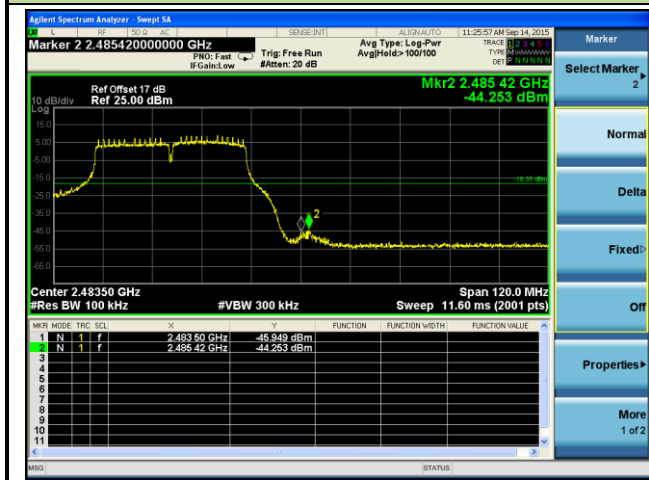 Agilent Spectrum Analyzer - Swept SA
L RF 50 Ω AC SENSE:INT ALIGN AUTO 11:25:57 AM Sep 14, 2015
Marker 2 2.485420000000 GHz
PNO: Fast
IFGain:Low
Trig: Free Run
#Atten: 20 dB
Avg Type: Log-Pwr
Avg|Hold:>100/100
TRACE 1 2 3 4 5 6
TYPE M
DET P N N N N N
Mkr2 2.485 42 GHz
-44.253 dBm
Ref Offset 17 dB
10 dB/div Ref 25.00 dBm
Log
15.0
5.00
-5.00
-15.0
-25.0
-35.0
-45.0
-55.0
-65.0
2
Center 2.48350 GHz Span 120.0 MHz
#Res BW 100 kHz #VBW 300 kHz Sweep 11.60 ms (2001 pts)
MKR MODE TRC SCL X Y FUNCTION FUNCTION WIDTH FUNCTION VALUE
1 N 1 f 2.483 50 GHz -45.949 dBm
2 N 1 f 2.485 42 GHz -44.253 dBm
3
4
5
6
7
8
9
10
11
MSG STATUS
Marker
Select Marker
2
Normal
Delta
Fixed
Off
Properties
More
1 of 2